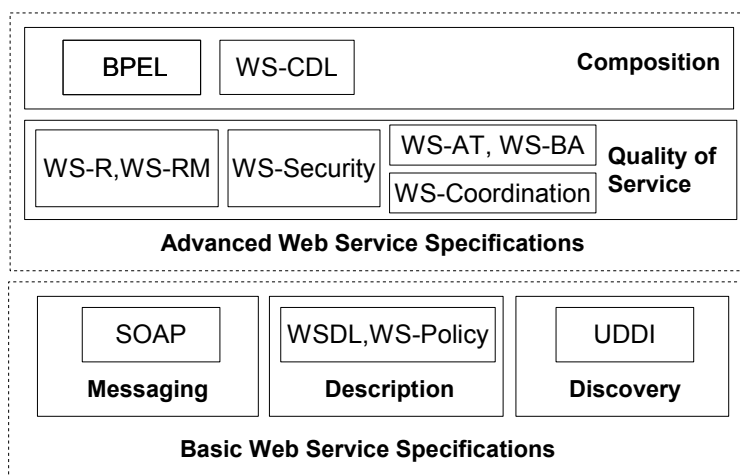 BPEL
WS-CDL
Composition
WS-R,WS-RM
WS-Security
WS-AT, WS-BA
WS-Coordination
Quality of
Service
Advanced Web Service Specifications
SOAP
Messaging
WSDL,WS-Policy
Description
UDDI
Discovery
Basic Web Service Specifications